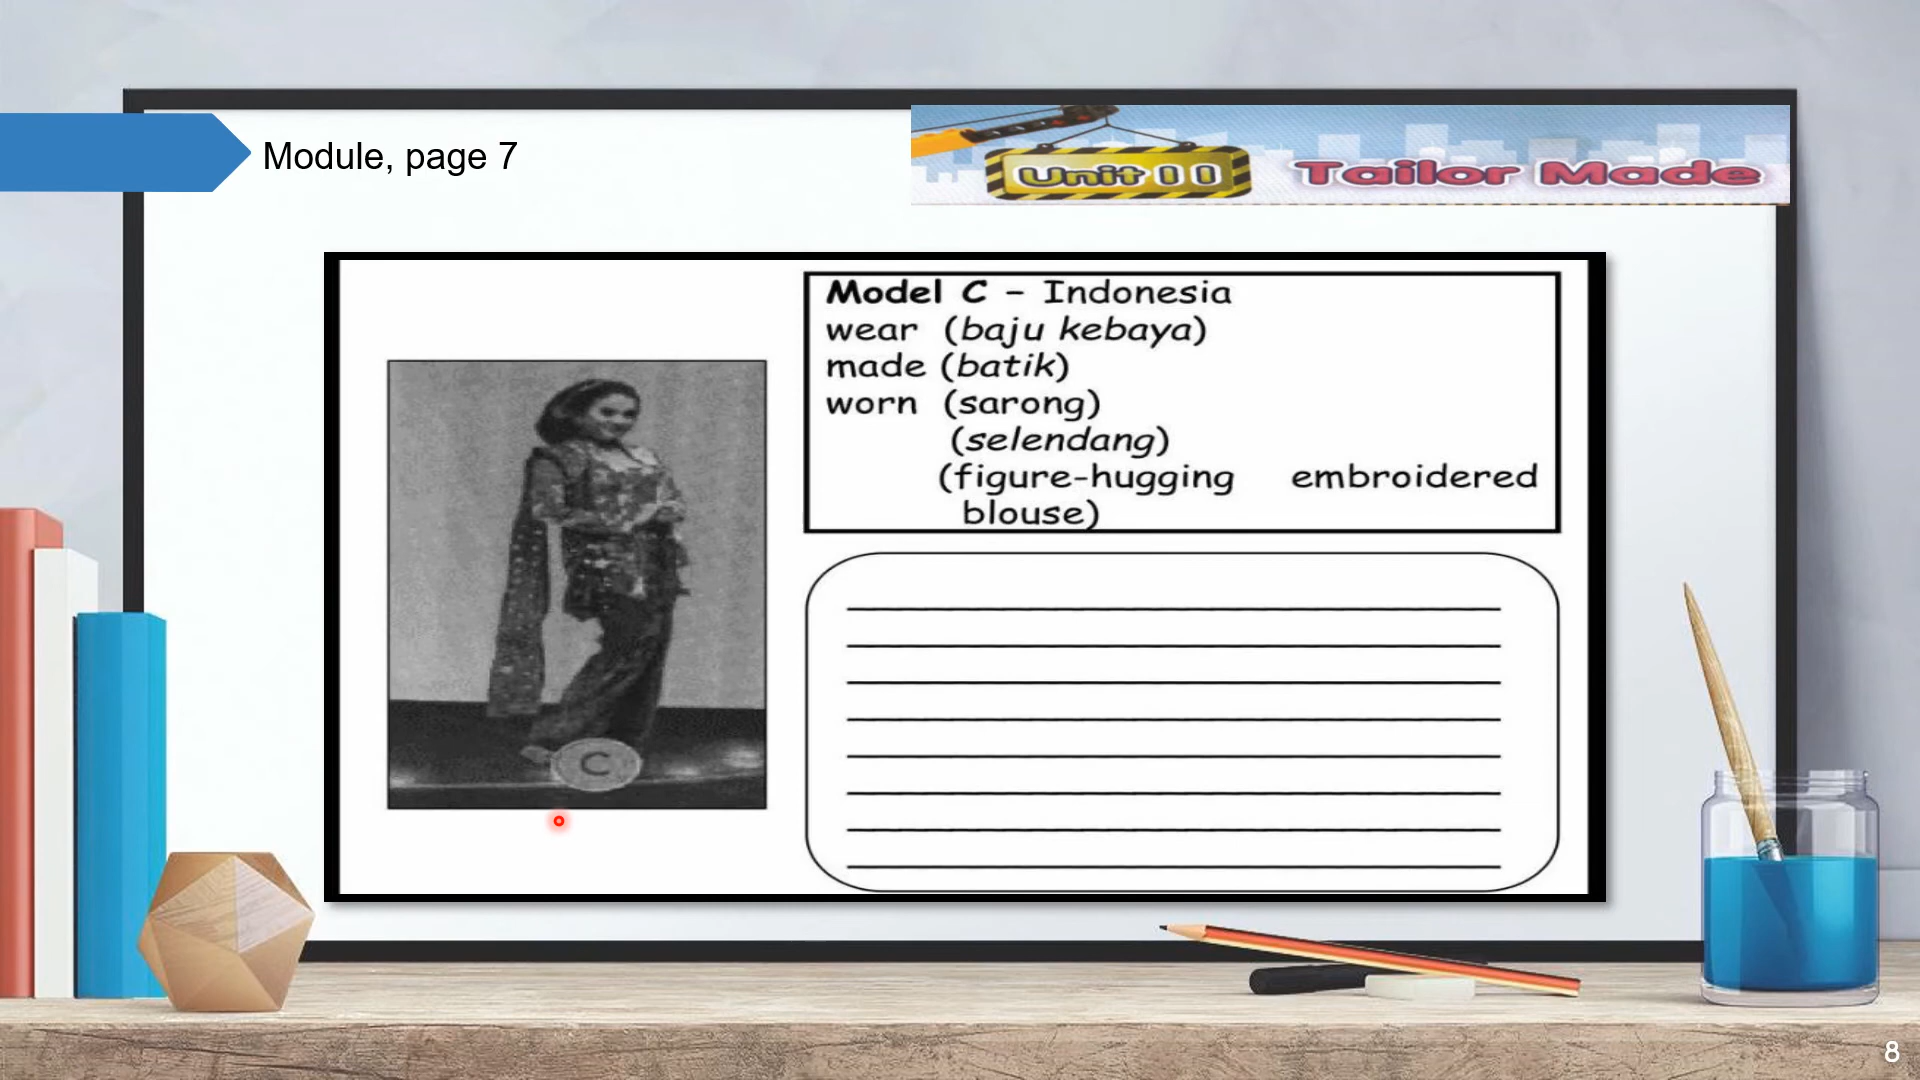 Module, page 7
Unit 11 Tailor Made
Model C – Indonesia
wear (baju kebaya)
made (batik)
worn (sarong)
(selendang)
(figure-hugging embroidered
blouse)
C
8